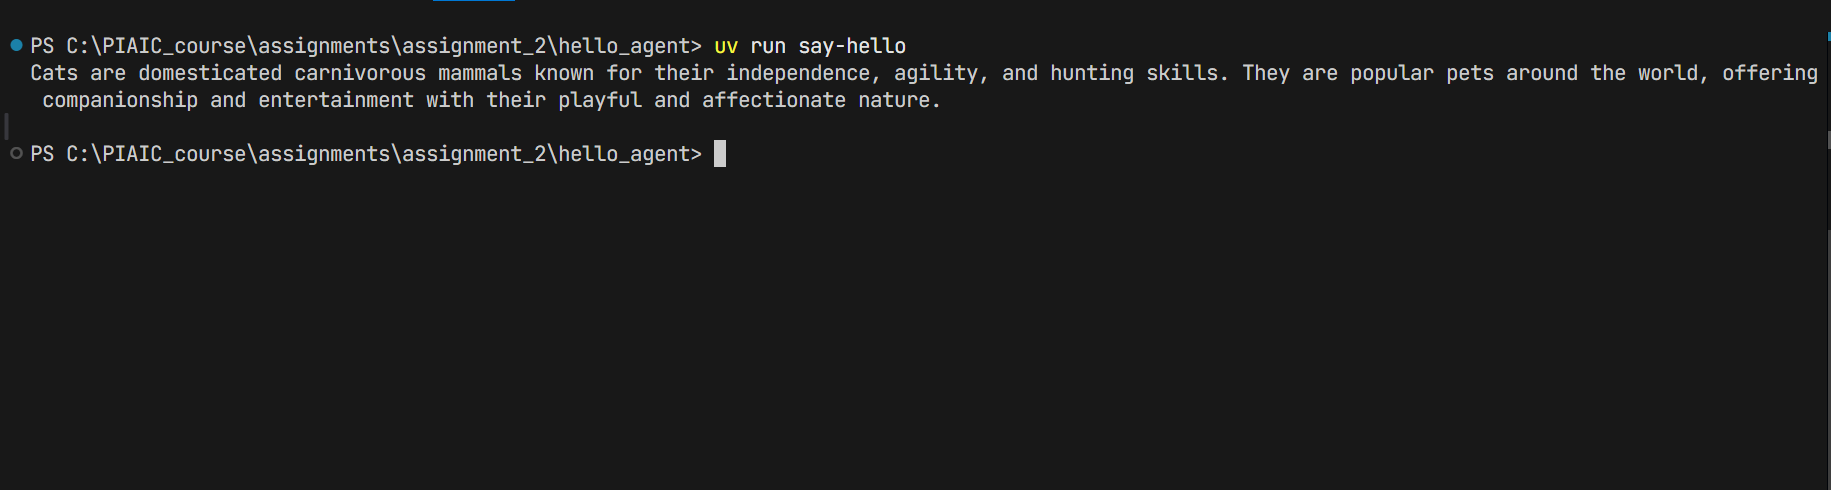 PS C:\PIAIC_course\assignments\assignment_2\hello_agent> uv run say-hello
Cats are domesticated carnivorous mammals known for their independence, agility, and hunting skills. They are popular pets around the world, offering
companionship and entertainment with their playful and affectionate nature.
PS C:\PIAIC_course\assignments\assignment_2\hello_agent>